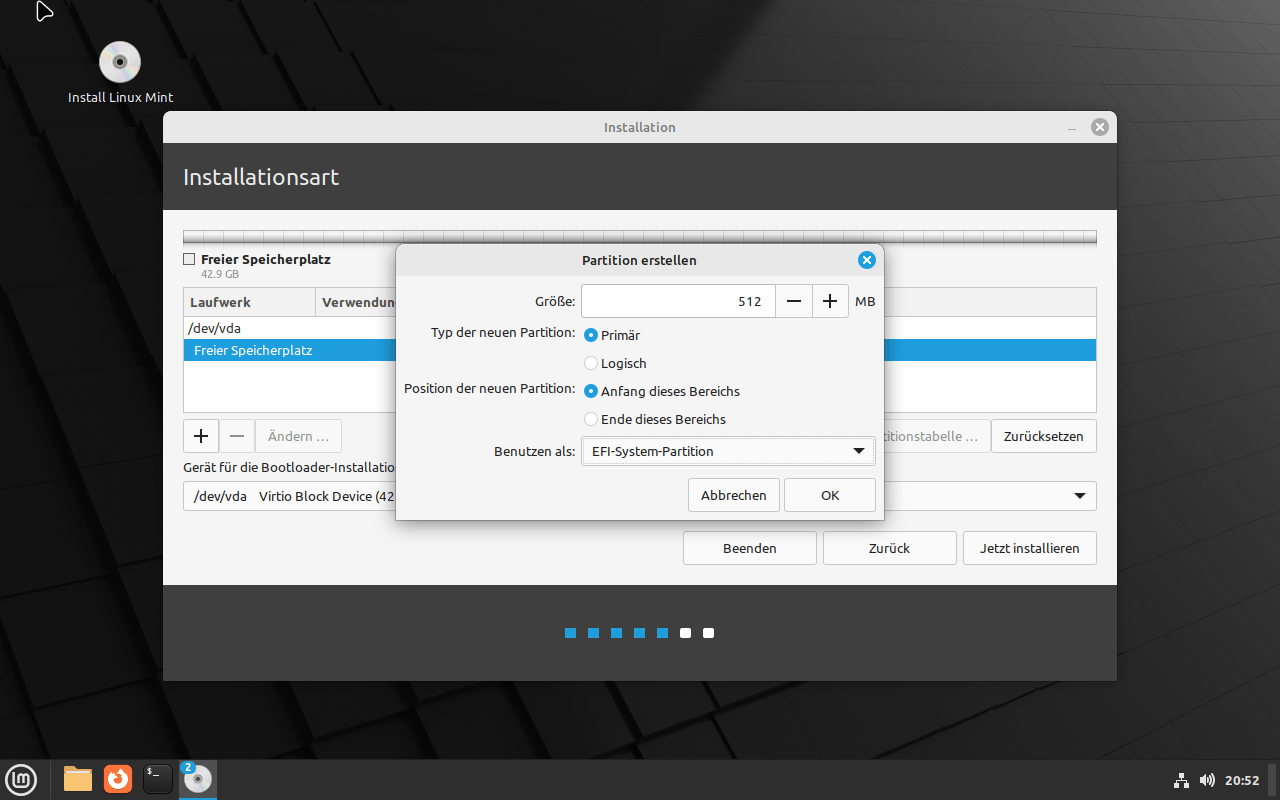 Install Linux Mint
Installation
Installationsart
Freier Speicherplatz
42.9 GB
Laufwerk
Verwendun
/dev/vda
Freier Speicherplatz
Ändern ...
itionstabelle ...
Zurücksetzen
Gerät für die Bootloader-Installatio
/dev/vda Virtio Block Device (42
Beenden
Zurück
Jetzt installieren
Partition erstellen
Größe:
512
MB
Typ der neuen Partition:
Primär
Logisch
Position der neuen Partition:
Anfang dieses Bereichs
Ende dieses Bereichs
Benutzen als:
EFI-System-Partition
Abbrechen
OK
$_
2
20:52